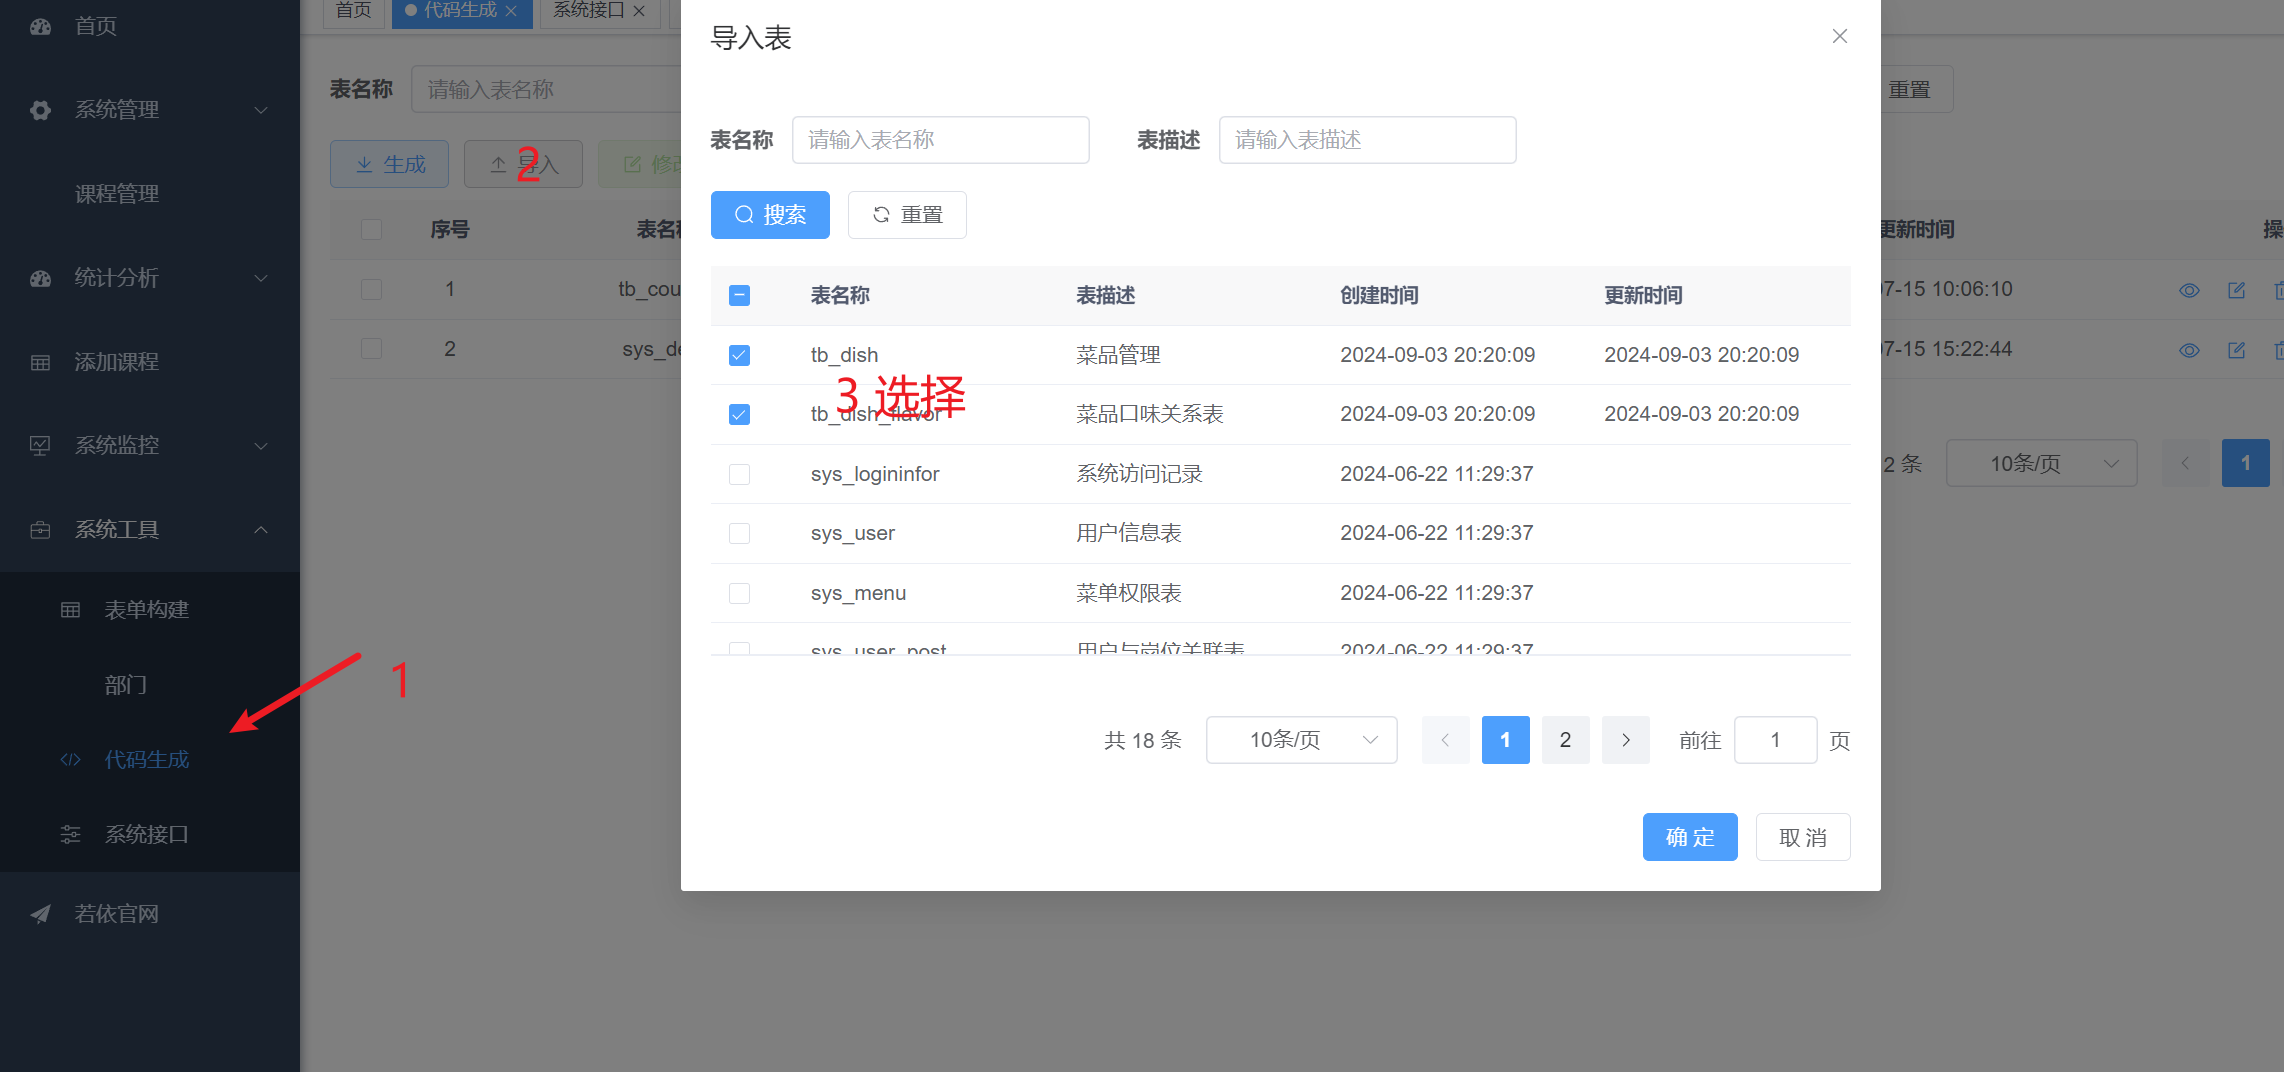 首页
系统管理
课程管理
统计分析
添加课程
系统监控
系统工具
表单构建
部门
代码生成
系统接口
若依官网
1
首页 代码生成 系统接口
表名称 请输入表名称
重置
生成 导入
2
序号 更新时间
1 tb_cou 07-15 10:06:10
2 sys_de 07-15 15:22:44
2 条 10条/页 1
导入表
表名称 请输入表名称 表描述 请输入表描述
搜索 重置
表名称 表描述 创建时间 更新时间
tb_dish 菜品管理 2024-09-03 20:20:09 2024-09-03 20:20:09
3 选择
tb_dish_flavor 菜品口味关系表 2024-09-03 20:20:09 2024-09-03 20:20:09
sys_logininfor 系统访问记录 2024-06-22 11:29:37
sys_user 用户信息表 2024-06-22 11:29:37
sys_menu 菜单权限表 2024-06-22 11:29:37
sys_user_post 用户与岗位关联表 2024-06-22 11:29:37
共 18 条 10条/页 1 2 前往 1 页
确 定 取 消